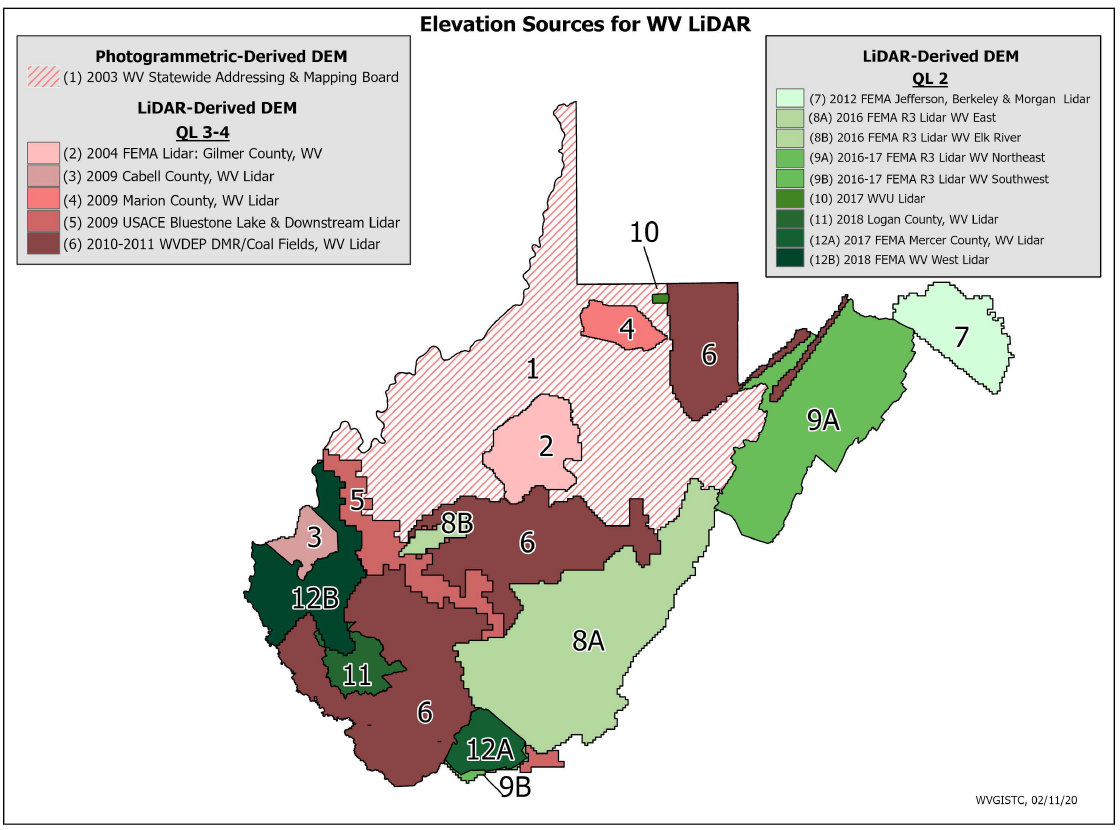 Elevation Sources for WV LiDAR
Photogrammetric-Derived DEM
(1) 2003 WV Statewide Addressing & Mapping Board
LiDAR-Derived DEM
QL 3-4
(2) 2004 FEMA Lidar: Gilmer County, WV
(3) 2009 Cabell County, WV Lidar
(4) 2009 Marion County, WV Lidar
(5) 2009 USACE Bluestone Lake & Downstream Lidar
(6) 2010-2011 WVDEP DMR/Coal Fields, WV Lidar
LiDAR-Derived DEM
QL 2
(7) 2012 FEMA Jefferson, Berkeley & Morgan Lidar
(8A) 2016 FEMA R3 Lidar WV East
(8B) 2016 FEMA R3 Lidar WV Elk River
(9A) 2016-17 FEMA R3 Lidar WV Northeast
(9B) 2016-17 FEMA R3 Lidar WV Southwest
(10) 2017 WVU Lidar
(11) 2018 Logan County, WV Lidar
(12A) 2017 FEMA Mercer County, WV Lidar
(12B) 2018 FEMA WV West Lidar
10
4
7
6
1
9A
2
5
8B
3
6
12B
8A
11
6
12A
9B
WVGISTC, 02/11/20